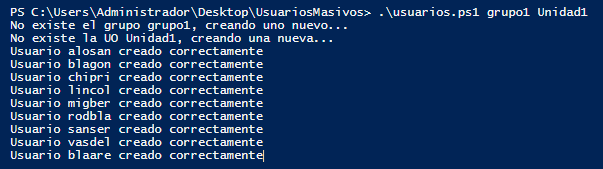 PS C:\Users\Administrador\Desktop\UsuariosMasivos> .\usuarios.ps1 grupo1 Unidad1
No existe el grupo grupo1, creando uno nuevo...
No existe la UO Unidad1, creando una nueva...
Usuario alosan creado correctamente
Usuario blagon creado correctamente
Usuario chipri creado correctamente
Usuario lincol creado correctamente
Usuario migber creado correctamente
Usuario rodbla creado correctamente
Usuario sanser creado correctamente
Usuario vasdel creado correctamente
Usuario blaare creado correctamente